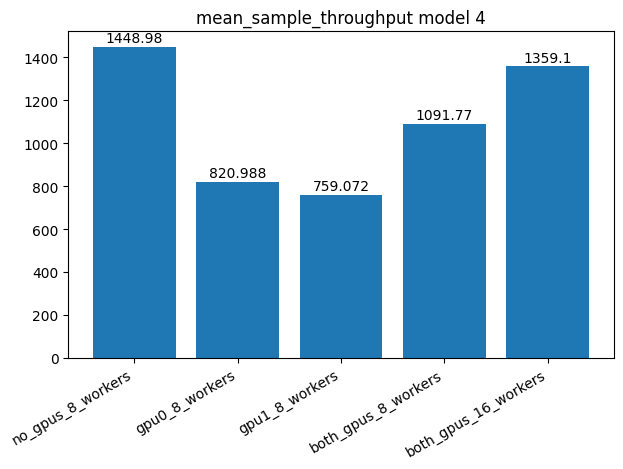 mean_sample_throughput model 4
1400
1200
1000
800
600
400
200
0
1448.98
820.988
759.072
1091.77
1359.1
no_gpus_8_workers
gpu0_8_workers
gpu1_8_workers
both_gpus_8_workers
both_gpus_16_workers